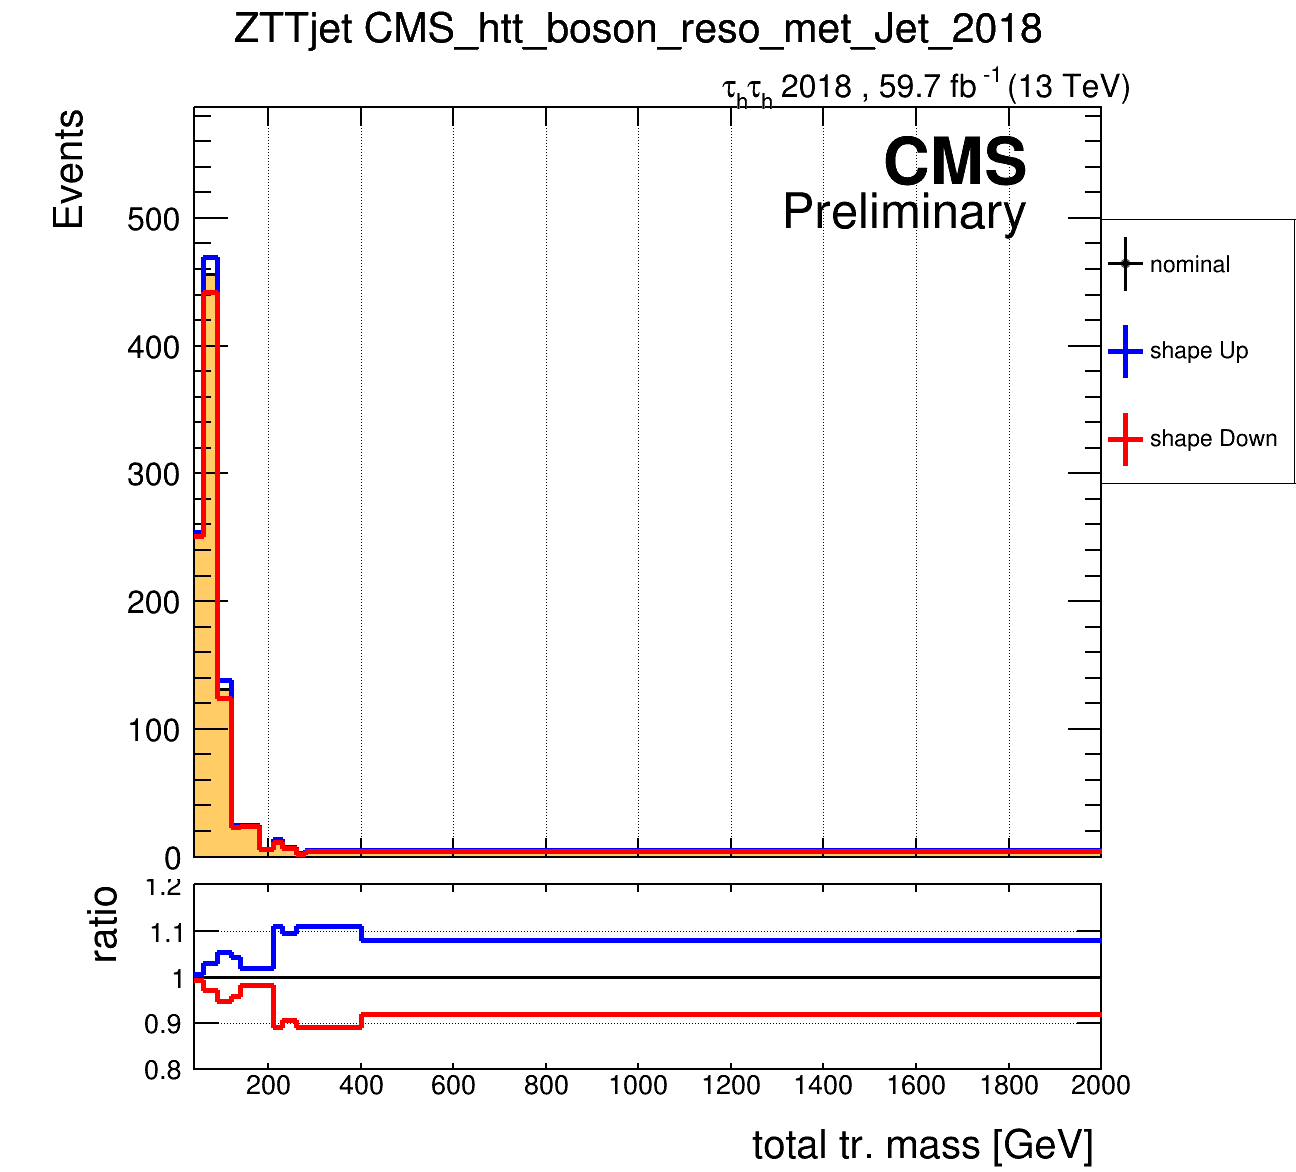 ZTTjet CMS_htt_boson_reso_met_Jet_2018
τhτh 2018 , 59.7 fb-1 (13 TeV)
Events
CMS
Preliminary
500
400
300
200
100
0
nominal
shape Up
shape Down
ratio
1.2
1.1
1
0.9
0.8
200 400 600 800 1000 1200 1400 1600 1800 2000
total tr. mass [GeV]